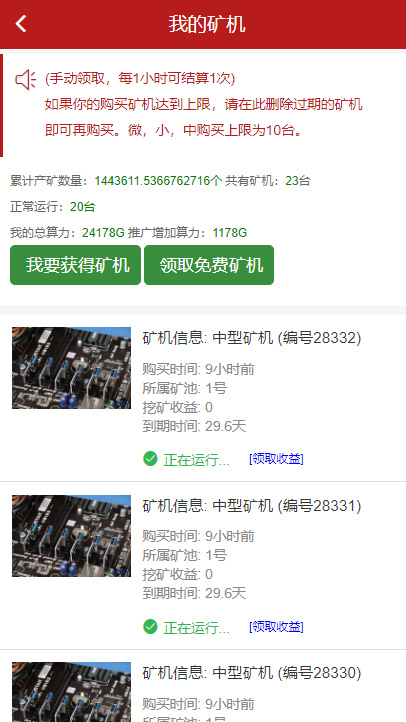 我的矿机
(手动领取，每1小时可结算1次)
如果你的购买矿机达到上限，请在此删除过期的矿机
即可再购买。微，小，中购买上限为10台。
累计产矿数量：1443611.5366762716个 共有矿机：23台
正常运行：20台
我的总算力：24178G 推广增加算力：1178G
我要获得矿机 领取免费矿机
矿机信息: 中型矿机 (编号28332)
购买时间: 9小时前
所属矿池: 1号
挖矿收益: 0
到期时间: 29.6天
正在运行... [领取收益]
矿机信息: 中型矿机 (编号28331)
购买时间: 9小时前
所属矿池: 1号
挖矿收益: 0
到期时间: 29.6天
正在运行... [领取收益]
矿机信息: 中型矿机 (编号28330)
购买时间: 9小时前
所属矿池: 1号